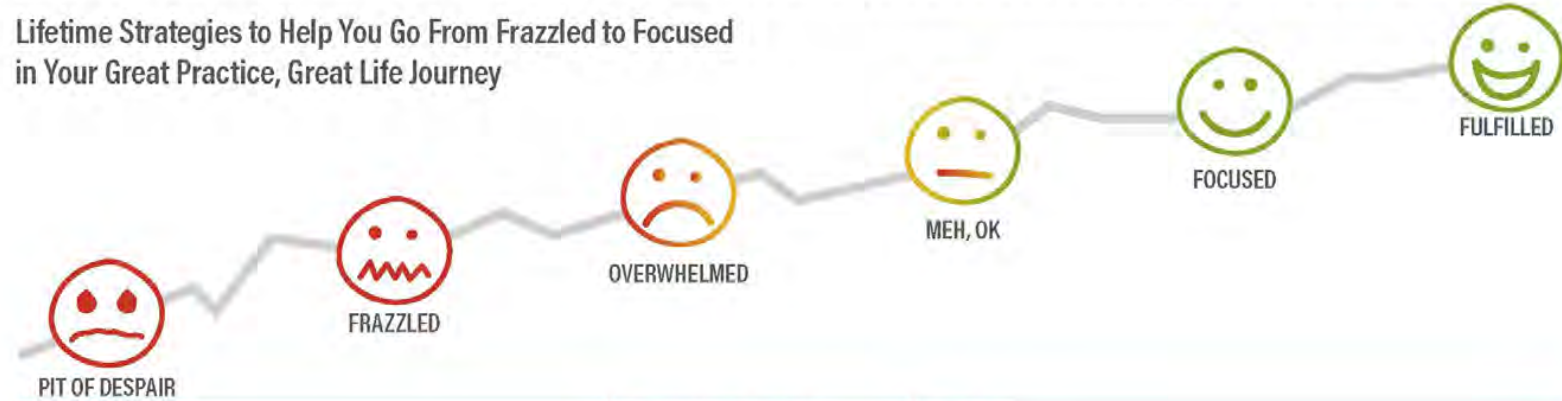 Lifetime Strategies to Help You Go From Frazzled to Focused
in Your Great Practice, Great Life Journey
FULFILLED
FOCUSED
MEH, OK
OVERWHELMED
FRAZZLED
PIT OF DESPAIR